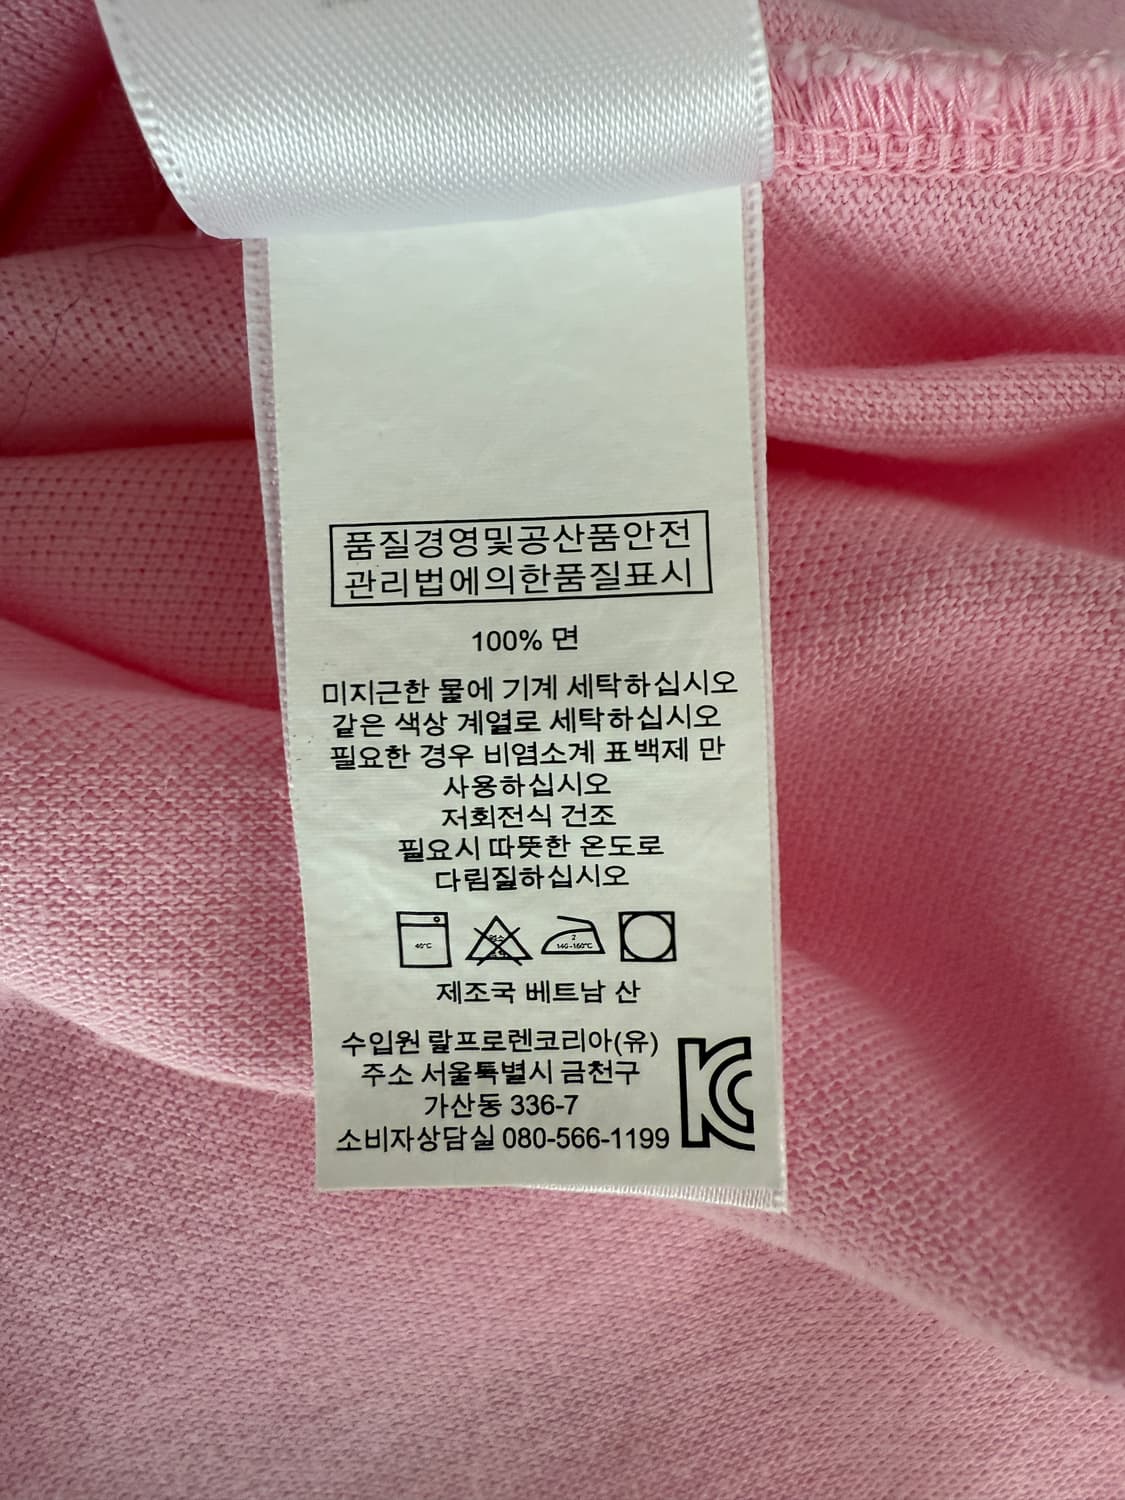 품질경영및공산품안전
관리법에의한품질표시
100% 면
미지근한 물에 기계 세탁하십시오
같은 색상 계열로 세탁하십시오
필요한 경우 비염소계 표백제 만
사용하십시오
저회전식 건조
필요시 따뜻한 온도로
다림질하십시오
40℃
염소
표백
2
140~160℃
제조국 베트남 산
수입원 랄프로렌코리아(유)
주소 서울특별시 금천구
가산동 336-7
소비자상담실 080-566-1199
KC